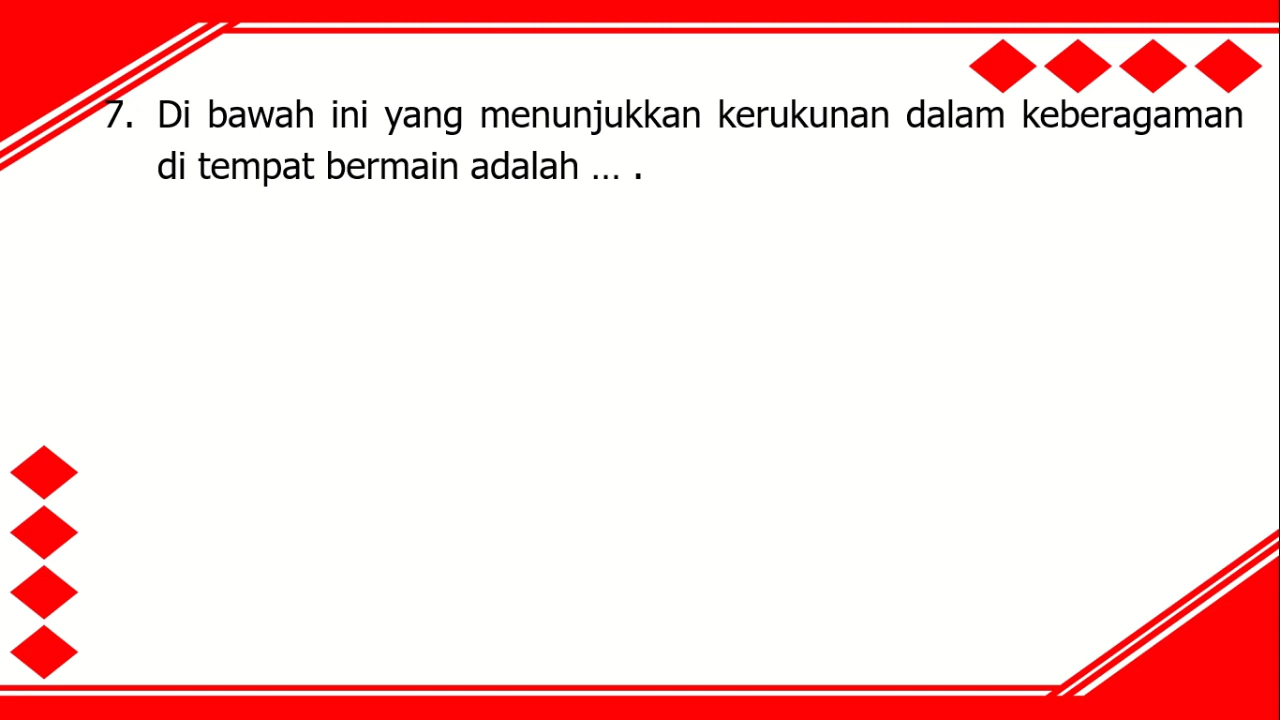 7. Di bawah ini yang menunjukkan kerukunan dalam keberagaman
di tempat bermain adalah ... .